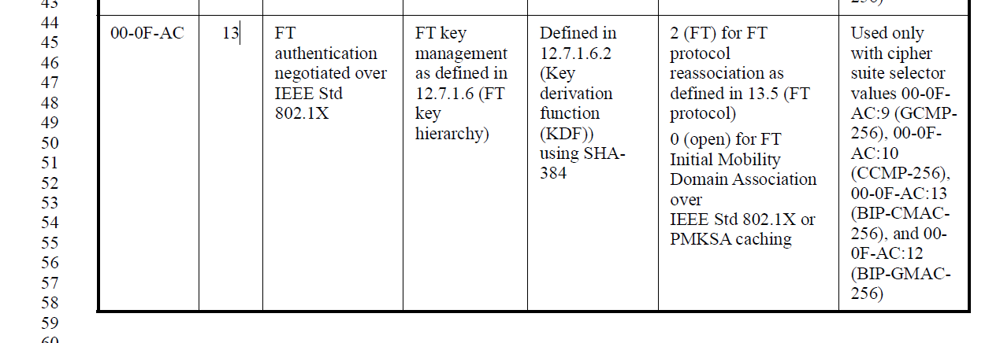 43
256)
44
45
46
47
48
49
50
51
52
53
54
55
56
57
58
59
60
00-0F-AC
13
FT
authentication
negotiated over
IEEE Std
802.1X
FT key
management
as defined in
12.7.1.6 (FT
key
hierarchy)
Defined in
12.7.1.6.2
(Key
derivation
function
(KDF))
using SHA-
384
2 (FT) for FT
protocol
reassociation as
defined in 13.5 (FT
protocol)
0 (open) for FT
Initial Mobility
Domain Association
over
IEEE Std 802.1X or
PMKSA caching
Used only
with cipher
suite selector
values 00-0F-
AC:9 (GCMP-
256), 00-0F-
AC:10
(CCMP-256),
00-0F-AC:13
(BIP-CMAC-
256), and 00-
0F-AC:12
(BIP-GMAC-
256)